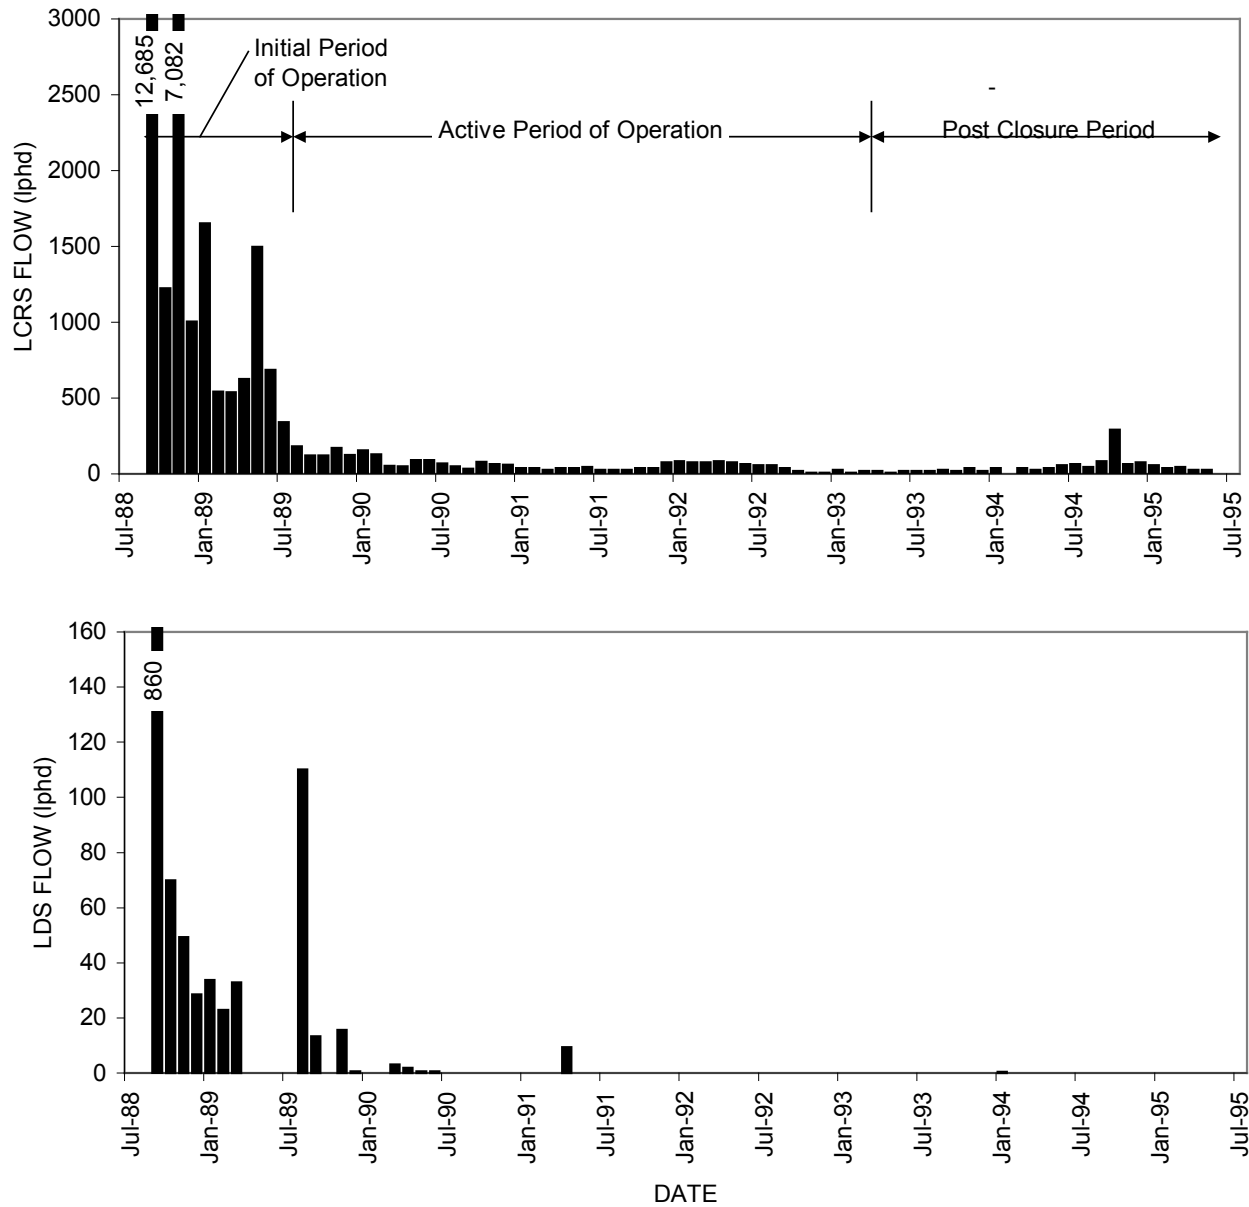 3000
2500
2000
1500
1000
500
0
LCRS FLOW (lphd)
12,685
7,082
Initial Period
of Operation
-
Active Period of Operation
Post Closure Period
Jul-88
Jan-89
Jul-89
Jan-90
Jul-90
Jan-91
Jul-91
Jan-92
Jul-92
Jan-93
Jul-93
Jan-94
Jul-94
Jan-95
Jul-95
160
140
120
100
80
60
40
20
0
LDS FLOW (lphd)
860
Jul-88
Jan-89
Jul-89
Jan-90
Jul-90
Jan-91
Jul-91
Jan-92
Jul-92
Jan-93
Jul-93
Jan-94
Jul-94
Jan-95
Jul-95
DATE